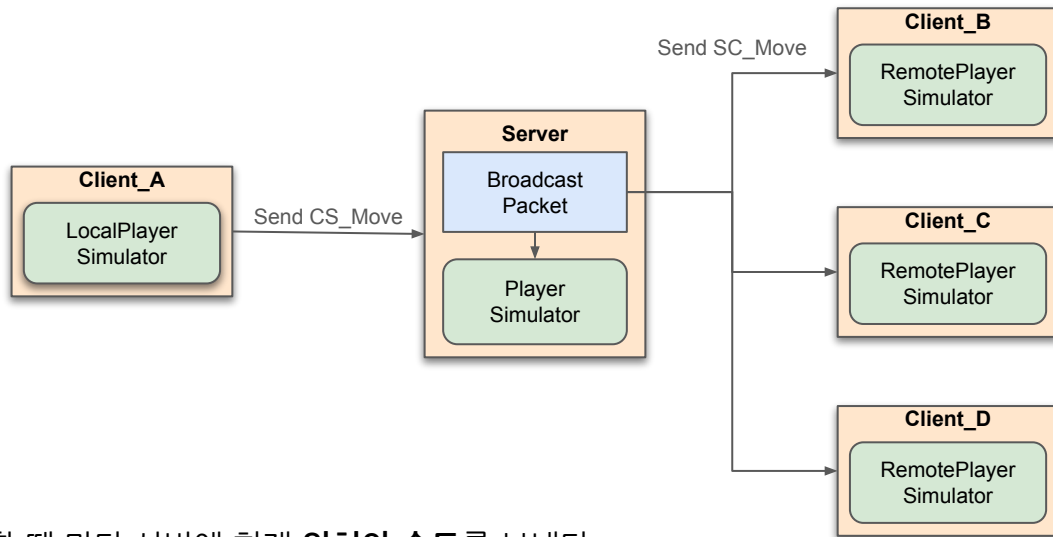 Client_A
LocalPlayer
Simulator
Send CS_Move
Server
Broadcast
Packet
Player
Simulator
Send SC_Move
Client_B
RemotePlayer
Simulator
Client_C
RemotePlayer
Simulator
Client_D
RemotePlayer
Simulator